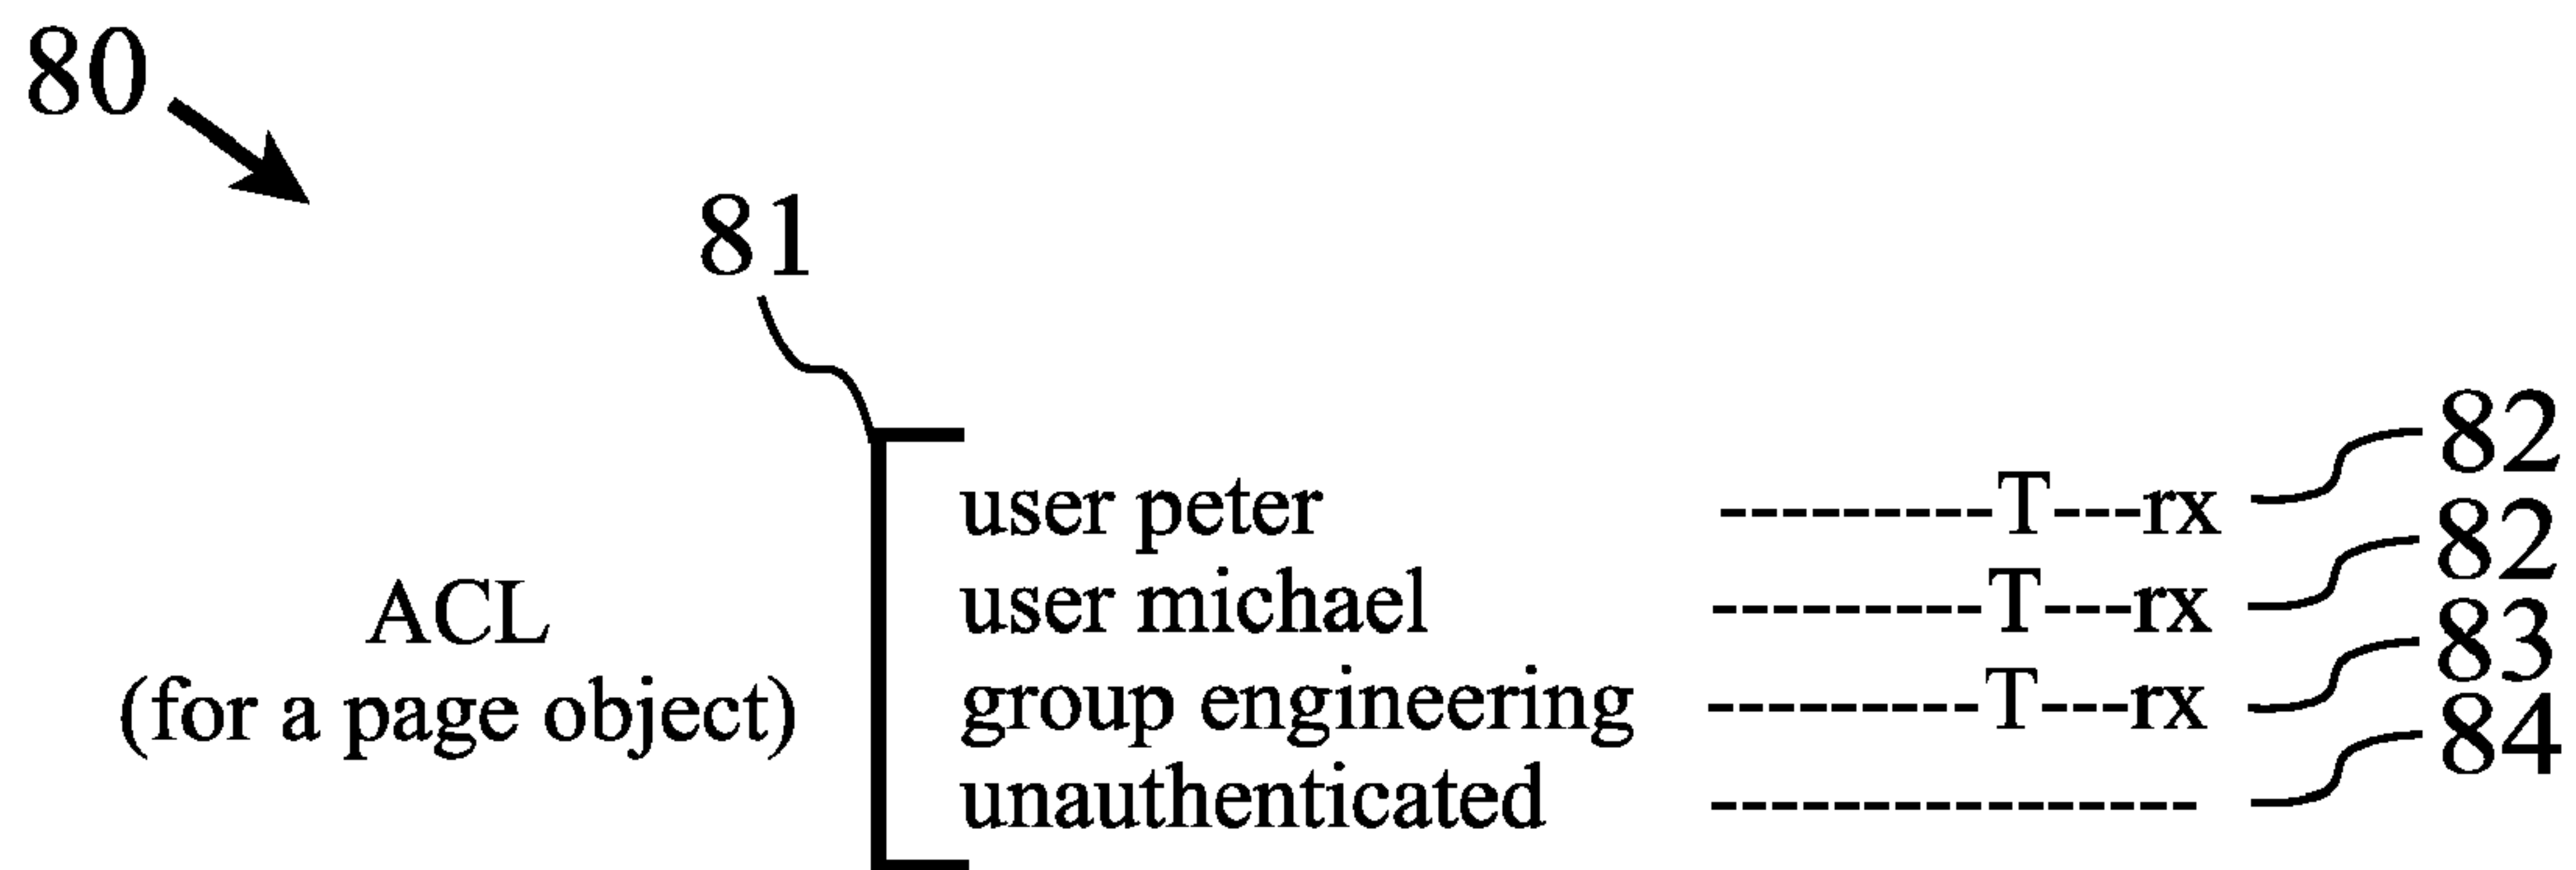 80
81
user peter ---------T---rx 82
user michael ---------T---rx 82
ACL
(for a page object)
group engineering ---------T---rx 83
unauthenticated ---------------- 84